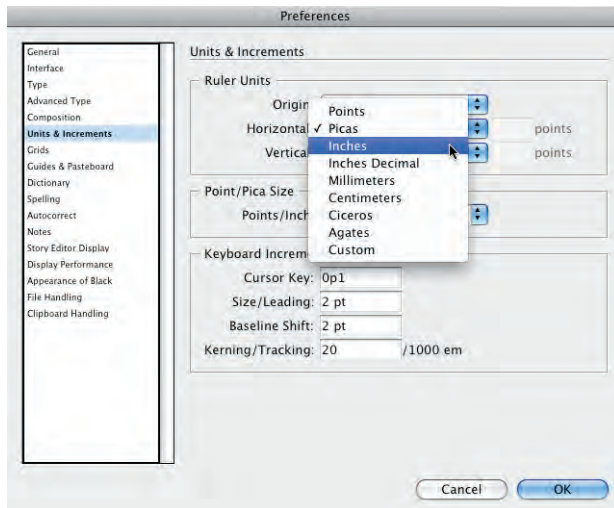 Preferences
General
Interface
Type
Advanced Type
Composition
Units & Increments
Grids
Guides & Pasteboard
Dictionary
Spelling
Autocorrect
Notes
Story Editor Display
Display Performance
Appearance of Black
File Handling
Clipboard Handling
Units & Increments
Ruler Units
Origin
Horizontal
points
Vertical
points
Points
✓ Picas
Inches
Inches Decimal
Millimeters
Centimeters
Ciceros
Agates
Custom
Point/Pica Size
Points/Inch
Keyboard Increm
Cursor Key: 0p1
Size/Leading: 2 pt
Baseline Shift: 2 pt
Kerning/Tracking: 20 /1000 em
Cancel
OK